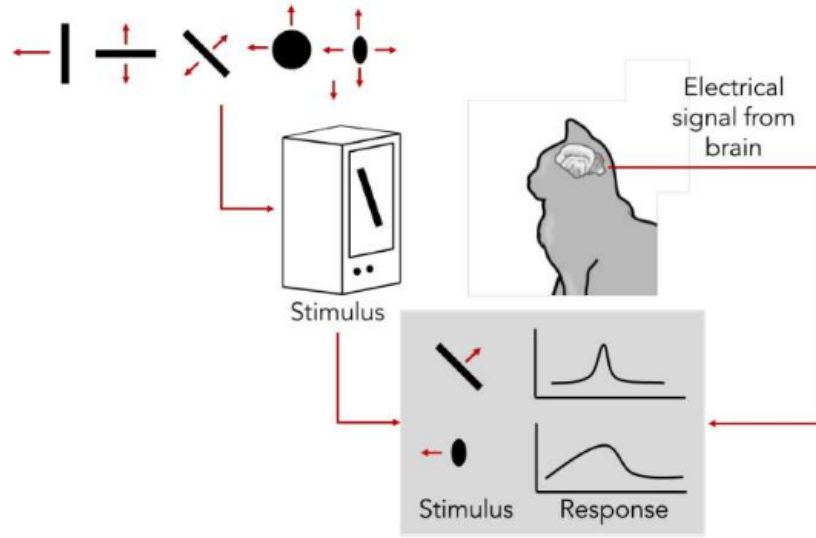 Electrical
signal from
brain
Stimulus
Stimulus
Response